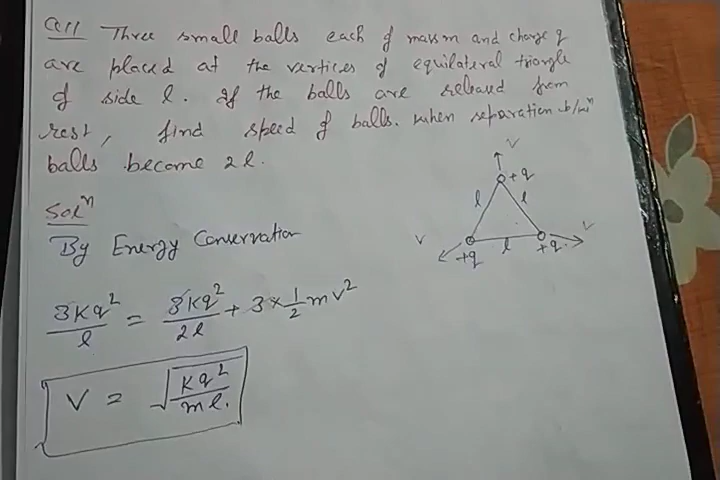 Three small balls each of mass m and charge q
are placed at the vertices of equilateral triangle
of side l. If the balls are released from
rest, find speed of balls. when separation b/wⁿ
balls become 2l.
Solⁿ
By Energy Conservation
3Kq²/l = 3Kq²/2l + 3 × 1/2 mv²
V = √(Kq²/ml.)
V
+q
l l
V
+q l +q
V